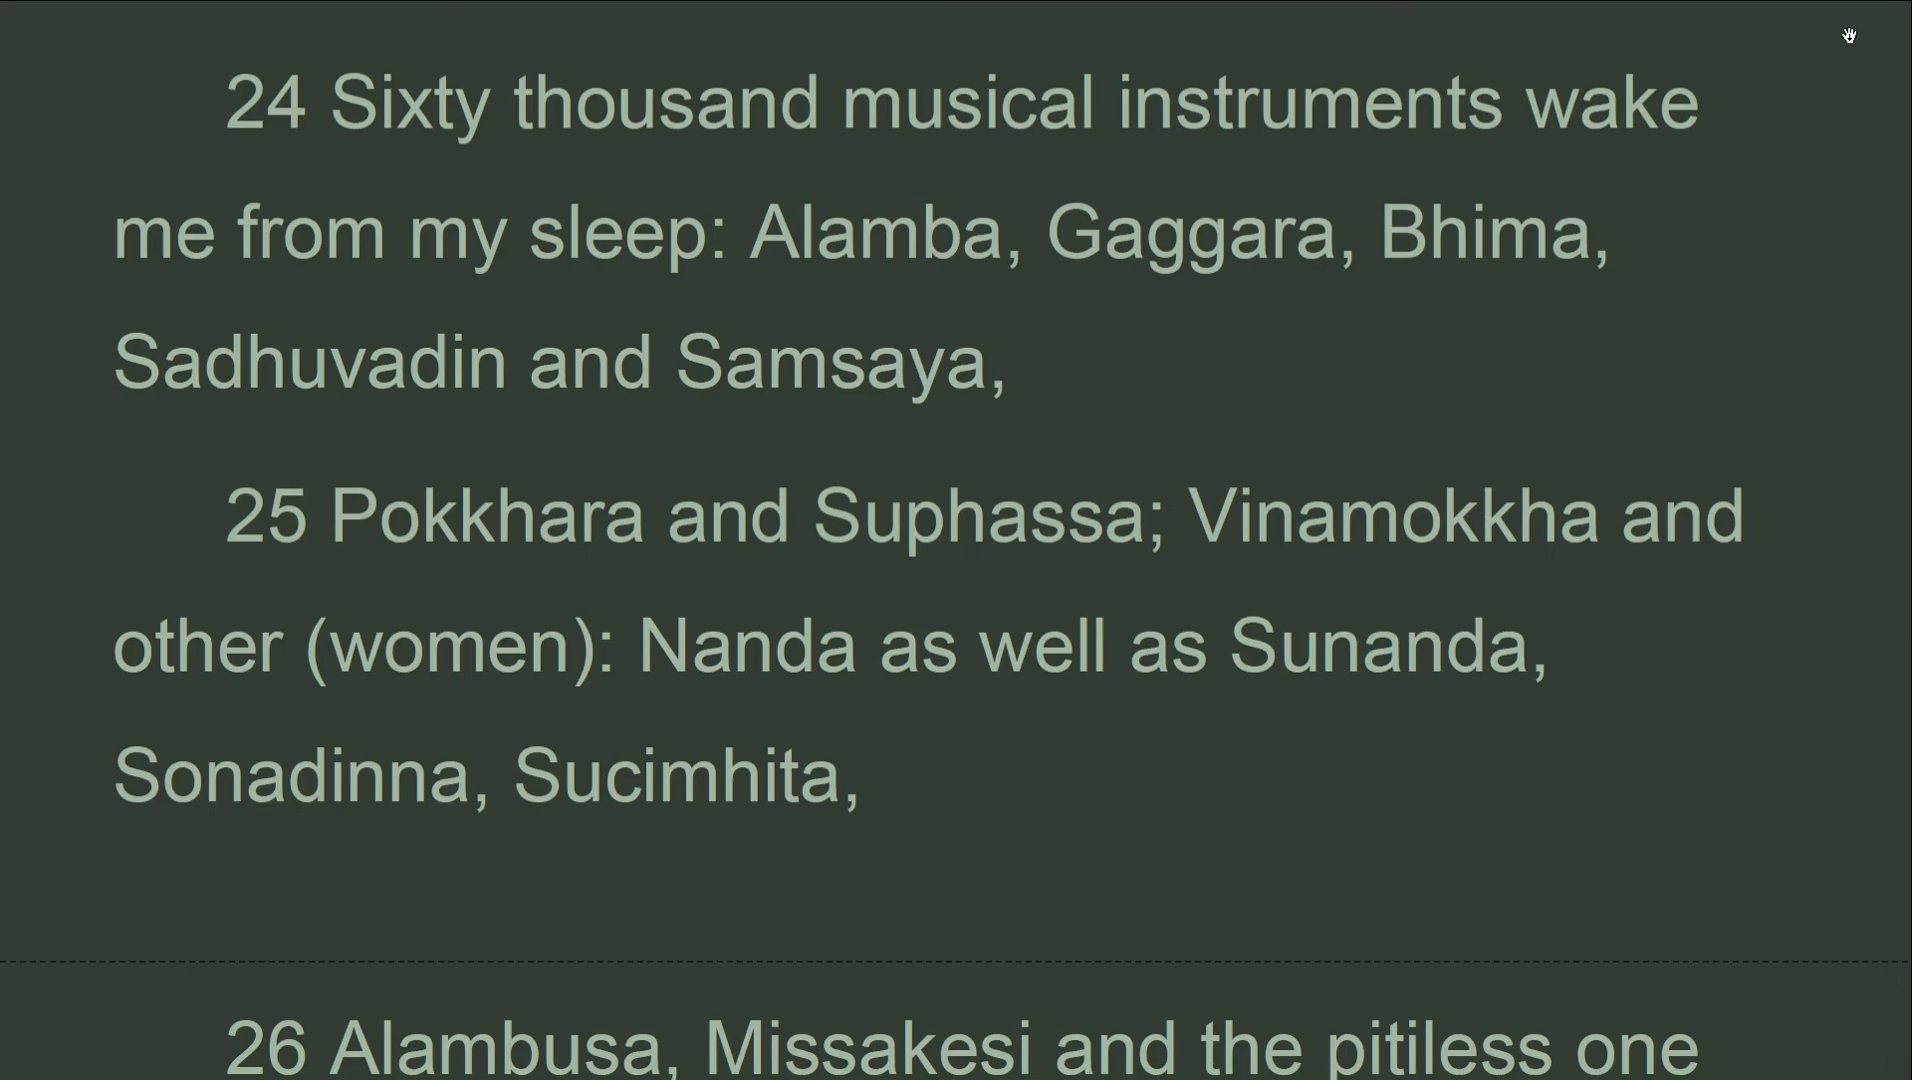 24 Sixty thousand musical instruments wake
me from my sleep: Alamba, Gaggara, Bhima,
Sadhuvadin and Samsaya,
25 Pokkhara and Suphassa; Vinamokkha and
other (women): Nanda as well as Sunanda,
Sonadinna, Sucimhita,
26 Alambusa, Missakesi and the pitiless one